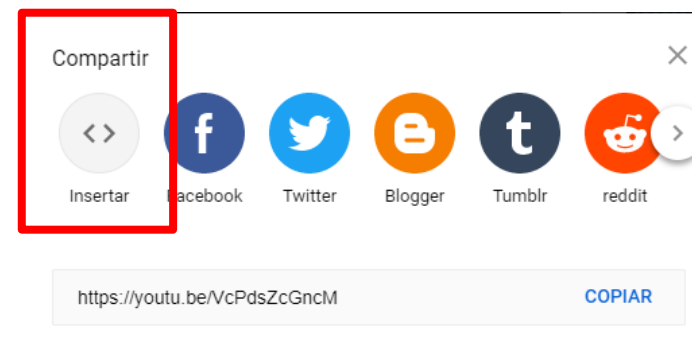 Compartir
Insertar Facebook Twitter Blogger Tumblr reddit
https://youtu.be/VcPdsZcGncM COPIAR